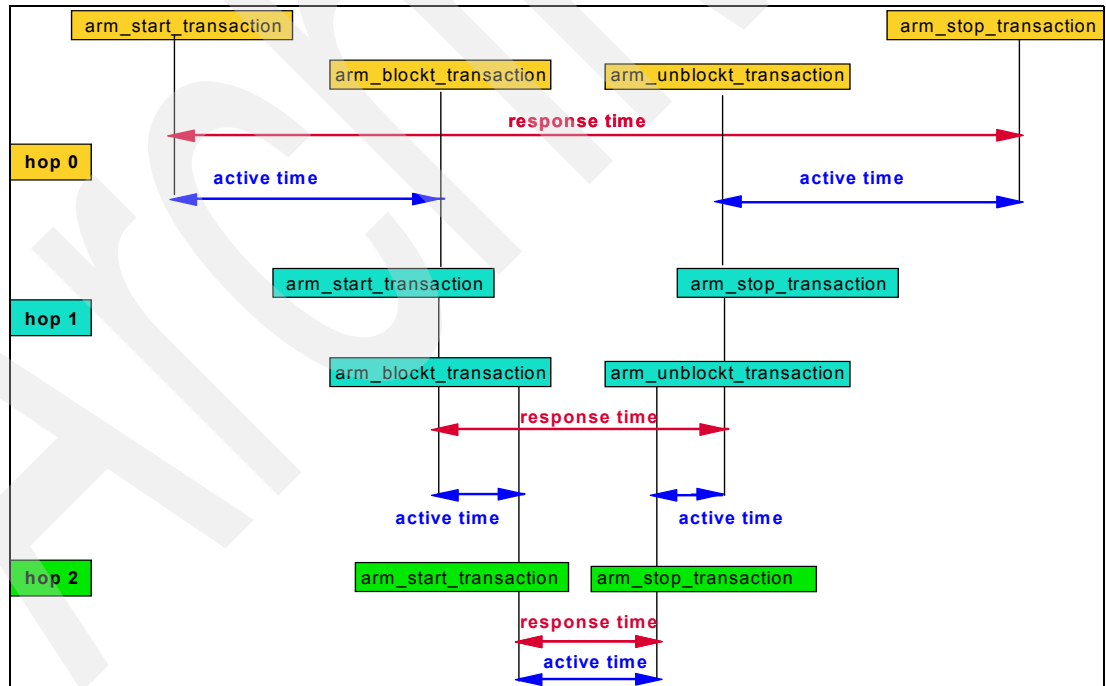 arm_start_transaction
arm_stop_transaction
arm_blockt_transaction
arm_unblockt_transaction
response time
hop 0
active time
active time
arm_start_transaction
arm_stop_transaction
hop 1
arm_blockt_transaction
arm_unblockt_transaction
response time
active time
active time
hop 2
arm_start_transaction
arm_stop_transaction
response time
active time